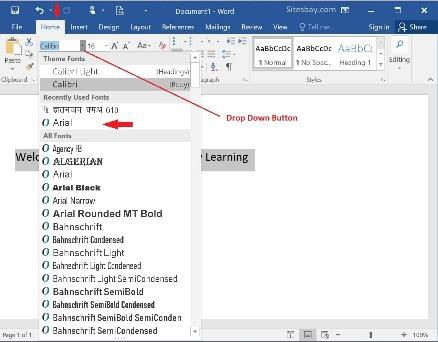 Document1 - Word
Sitesbay.com
File Home Insert Design Layout References Mailings Review View Tell me Sign in Share
Calibri 16
Clipboard
Theme Fonts
Calibri Light (Headings)
Calibri (Body)
Recently Used Fonts
010
Arial
All Fonts
Agency FB
ALGERIAN
Arial
Arial Black
Arial Narrow
Arial Rounded MT Bold
Bahnschrift
Bahnschrift Condensed
Bahnschrift Light
Bahnschrift Light Condensed
Bahnschrift Light SemiCondensed
Bahnschrift SemiBold
Bahnschrift SemiBold Condensed
Bahnschrift SemiBold SemiConden
Bahnschrift SemiCondensed
AaBbCcDc AaBbCcDc AaBbCc
1 Normal 1 No Spac... Heading 1
Paragraph
Styles
Editing
Drop Down Button
Learning
Page 1 of 1
100%